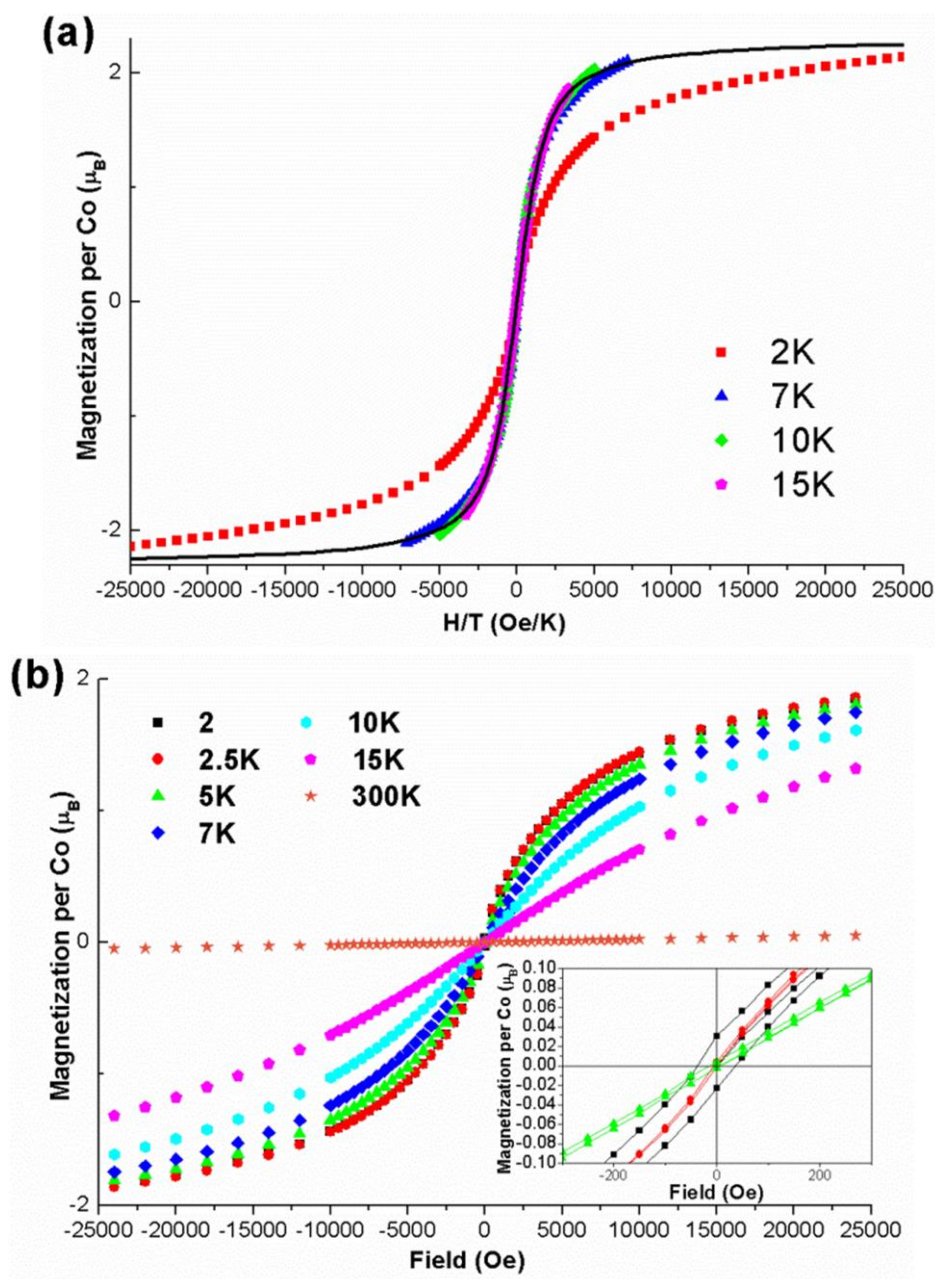 (a)
Magnetization per Co (μB)
2
0
-2
2K
7K
10K
15K
-25000 -20000 -15000 -10000 -5000 0 5000 10000 15000 20000 25000
H/T (Oe/K)
(b)
Magnetization per Co (μB)
2
0
-2
2
2.5K
5K
7K
10K
15K
300K
Magnetization per Co (μB)
0.10
0.08
0.06
0.04
0.02
0.00
-0.02
-0.04
-0.06
-0.08
-0.10
-200 0 200
Field (Oe)
-25000 -20000 -15000 -10000 -5000 0 5000 10000 15000 20000 25000
Field (Oe)